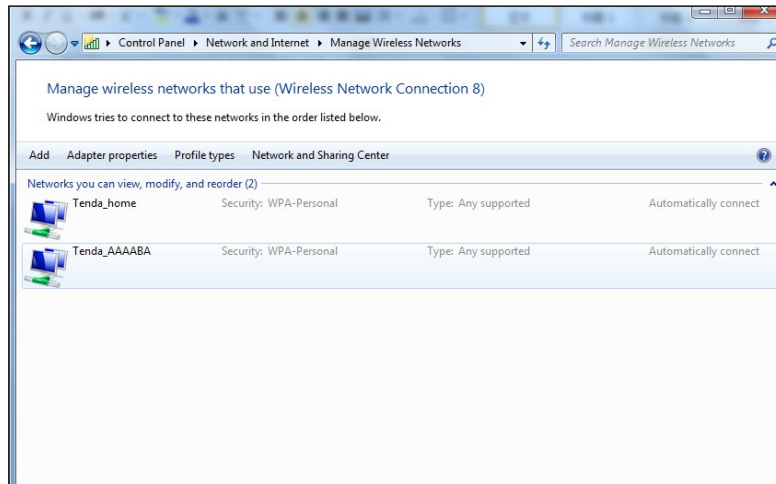 Control Panel ▸ Network and Internet ▸ Manage Wireless Networks
Search Manage Wireless Networks
Manage wireless networks that use (Wireless Network Connection 8)
Windows tries to connect to these networks in the order listed below.
Add Adapter properties Profile types Network and Sharing Center
Networks you can view, modify, and reorder (2)
Tenda_home Security: WPA-Personal Type: Any supported Automatically connect
Tenda_AAAABA Security: WPA-Personal Type: Any supported Automatically connect